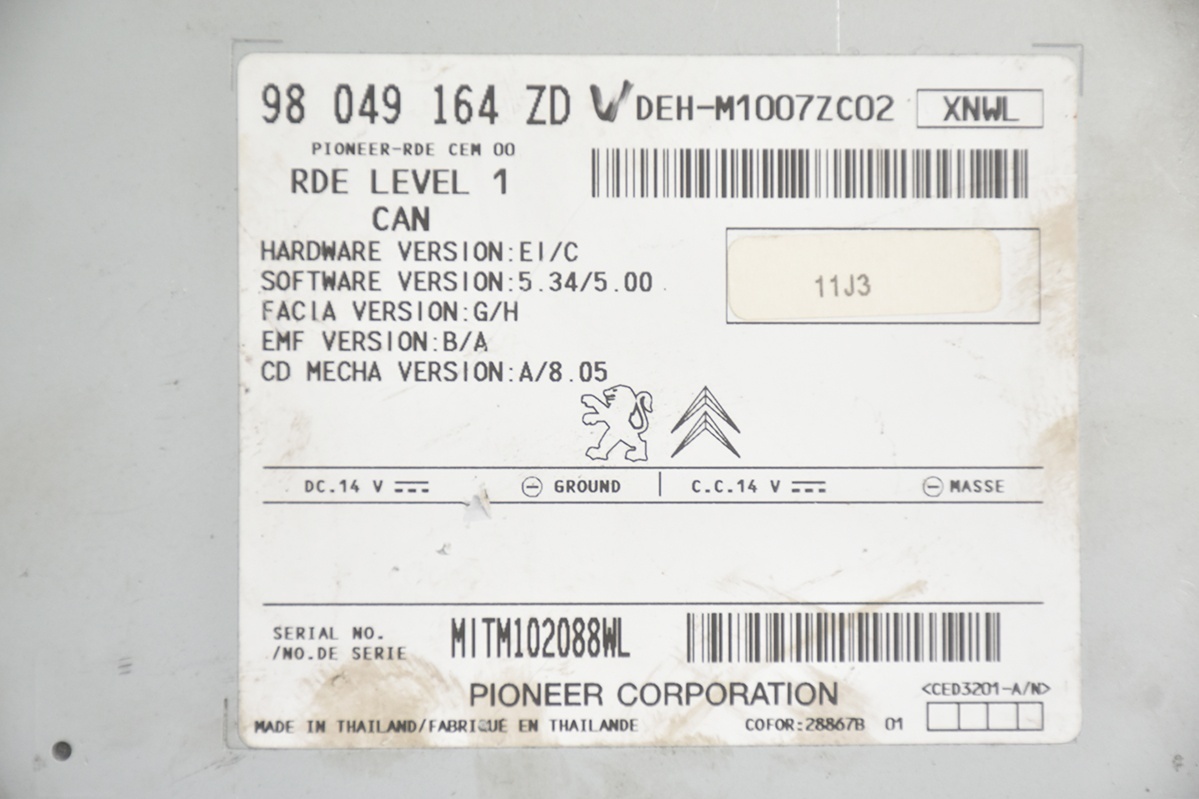 98 049 164 ZD DEH-M1007ZC02 XNWL
PIONEER-RDE CEM 00
RDE LEVEL 1
CAN
HARDWARE VERSION:EI/C
SOFTWARE VERSION:5.34/5.00
11J3
FACIA VERSION:G/H
EMF VERSION:B/A
CD MECHA VERSION:A/8.05
DC.14 V GROUND | C.C.14 V MASSE
SERIAL NO.
/NO.DE SERIE
MITM102088WL
PIONEER CORPORATION <CED3201-A/N>
MADE IN THAILAND/FABRIQUE EN THAILANDE COFOR:28867B 01